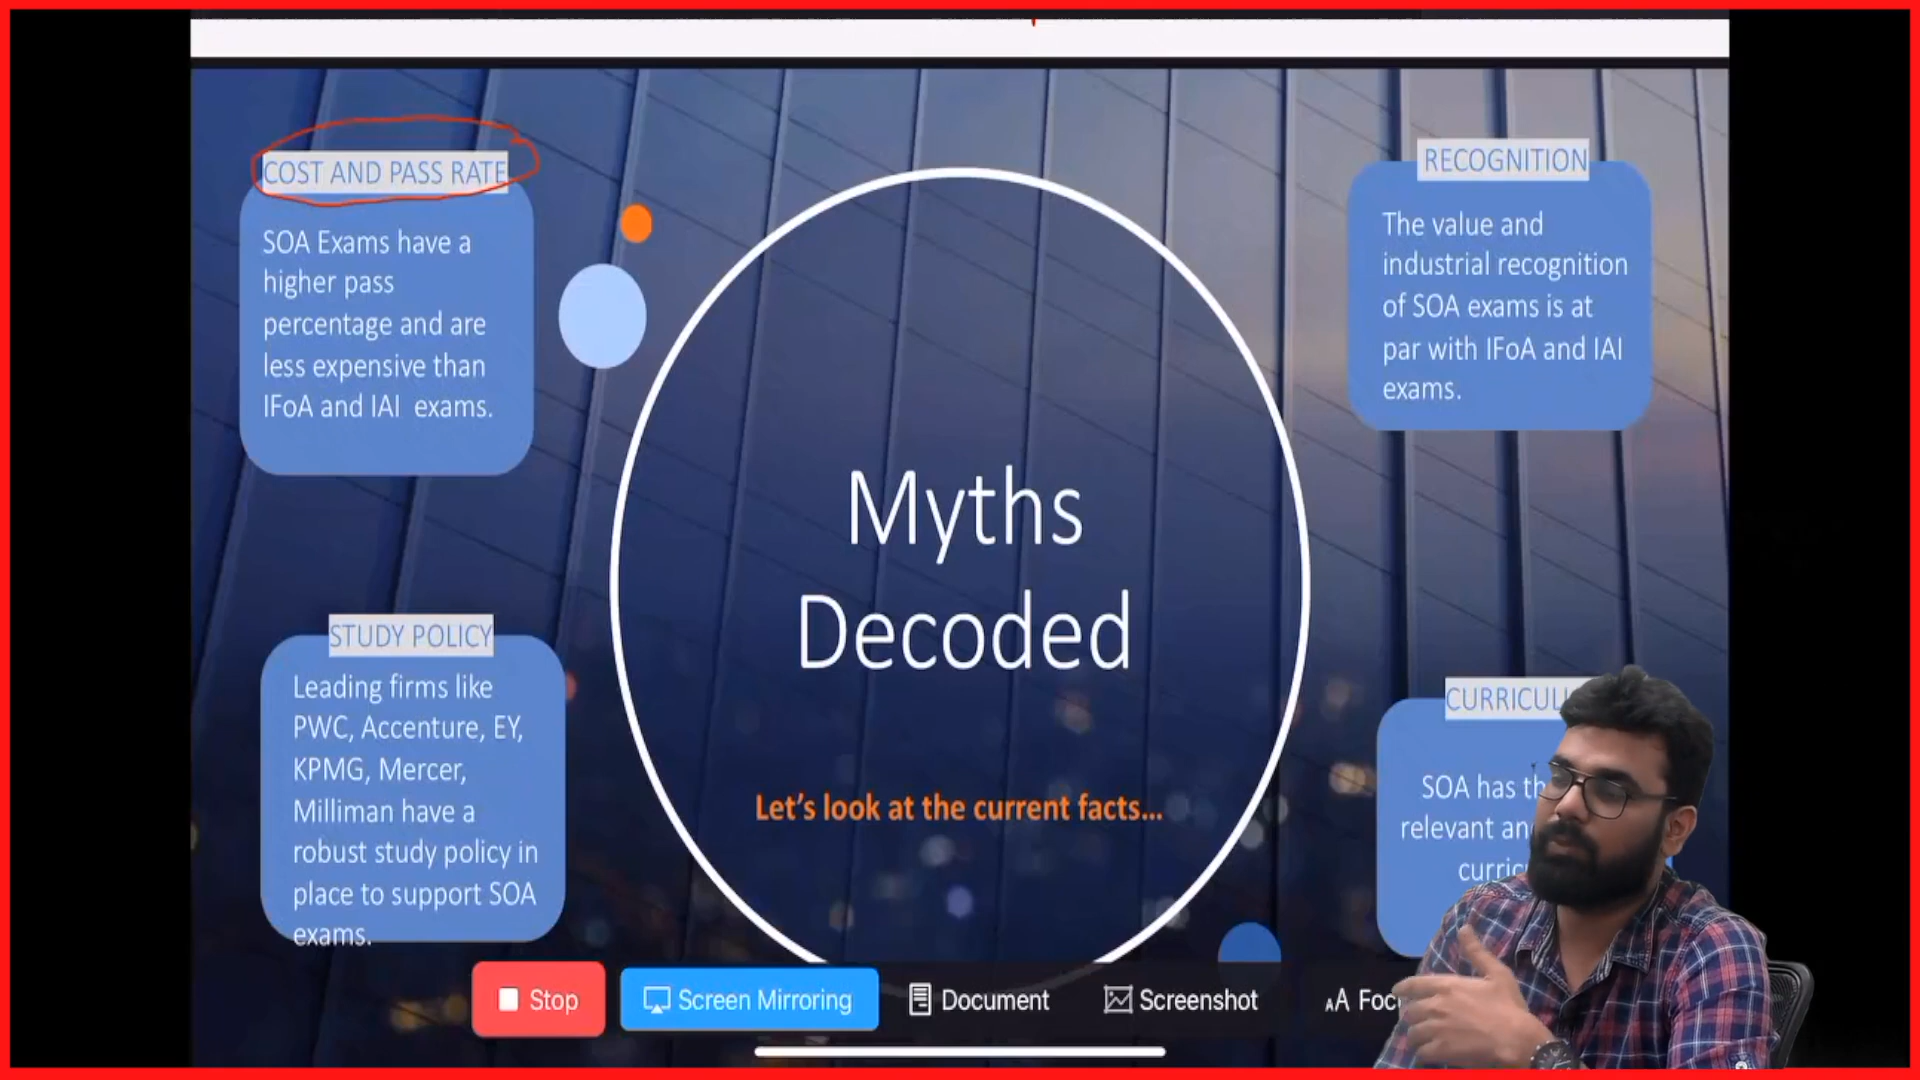 COST AND PASS RATE
SOA Exams have a
higher pass
percentage and are
less expensive than
IFoA and IAI exams.
RECOGNITION
The value and
industrial recognition
of SOA exams is at
par with IFoA and IAI
exams.
Myths
Decoded
Let's look at the current facts...
STUDY POLICY
Leading firms like
PWC, Accenture, EY,
KPMG, Mercer,
Milliman have a
robust study policy in
place to support SOA
exams.
SOA has
relevant
Stop
Screen Mirroring
Document
Screenshot
AA